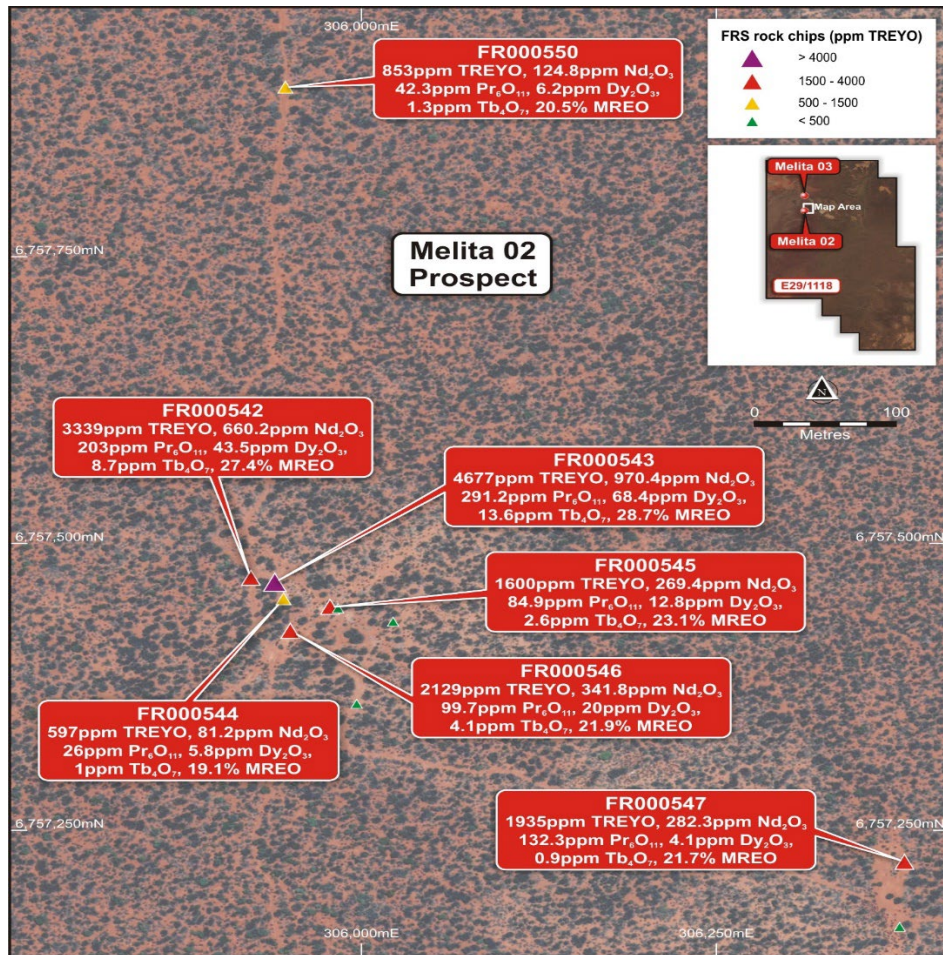 306,000mE
FR000550
853ppm TREYO, 124.8ppm Nd₂O₃
42.3ppm Pr₆O₁₁, 6.2ppm Dy₂O₃,
1.3ppm Tb₄O₇, 20.5% MREO
FRS rock chips (ppm TREYO)
> 4000
1500 - 4000
500 - 1500
< 500
Melita 03
Map Area
Melita 02
E29/1118
6,757,750mN
Melita 02
Prospect
N
0 100
Metres
FR000542
3339ppm TREYO, 660.2ppm Nd₂O₃
203ppm Pr₆O₁₁, 43.5ppm Dy₂O₃,
8.7ppm Tb₄O₇, 27.4% MREO
FR000543
4677ppm TREYO, 970.4ppm Nd₂O₃
291.2ppm Pr₆O₁₁, 68.4ppm Dy₂O₃,
13.6ppm Tb₄O₇, 28.7% MREO
6,757,500mN
6,757,500mN
FR000545
1600ppm TREYO, 269.4ppm Nd₂O₃
84.9ppm Pr₆O₁₁, 12.8ppm Dy₂O₃,
2.6ppm Tb₄O₇, 23.1% MREO
FR000546
2129ppm TREYO, 341.8ppm Nd₂O₃
99.7ppm Pr₆O₁₁, 20ppm Dy₂O₃,
4.1ppm Tb₄O₇, 21.9% MREO
FR000544
597ppm TREYO, 81.2ppm Nd₂O₃
26ppm Pr₆O₁₁, 5.8ppm Dy₂O₃,
1ppm Tb₄O₇, 19.1% MREO
FR000547
1935ppm TREYO, 282.3ppm Nd₂O₃
132.3ppm Pr₆O₁₁, 4.1ppm Dy₂O₃,
0.9ppm Tb₄O₇, 21.7% MREO
6,757,250mN
6,757,250mN
306,000mE
306,250mE